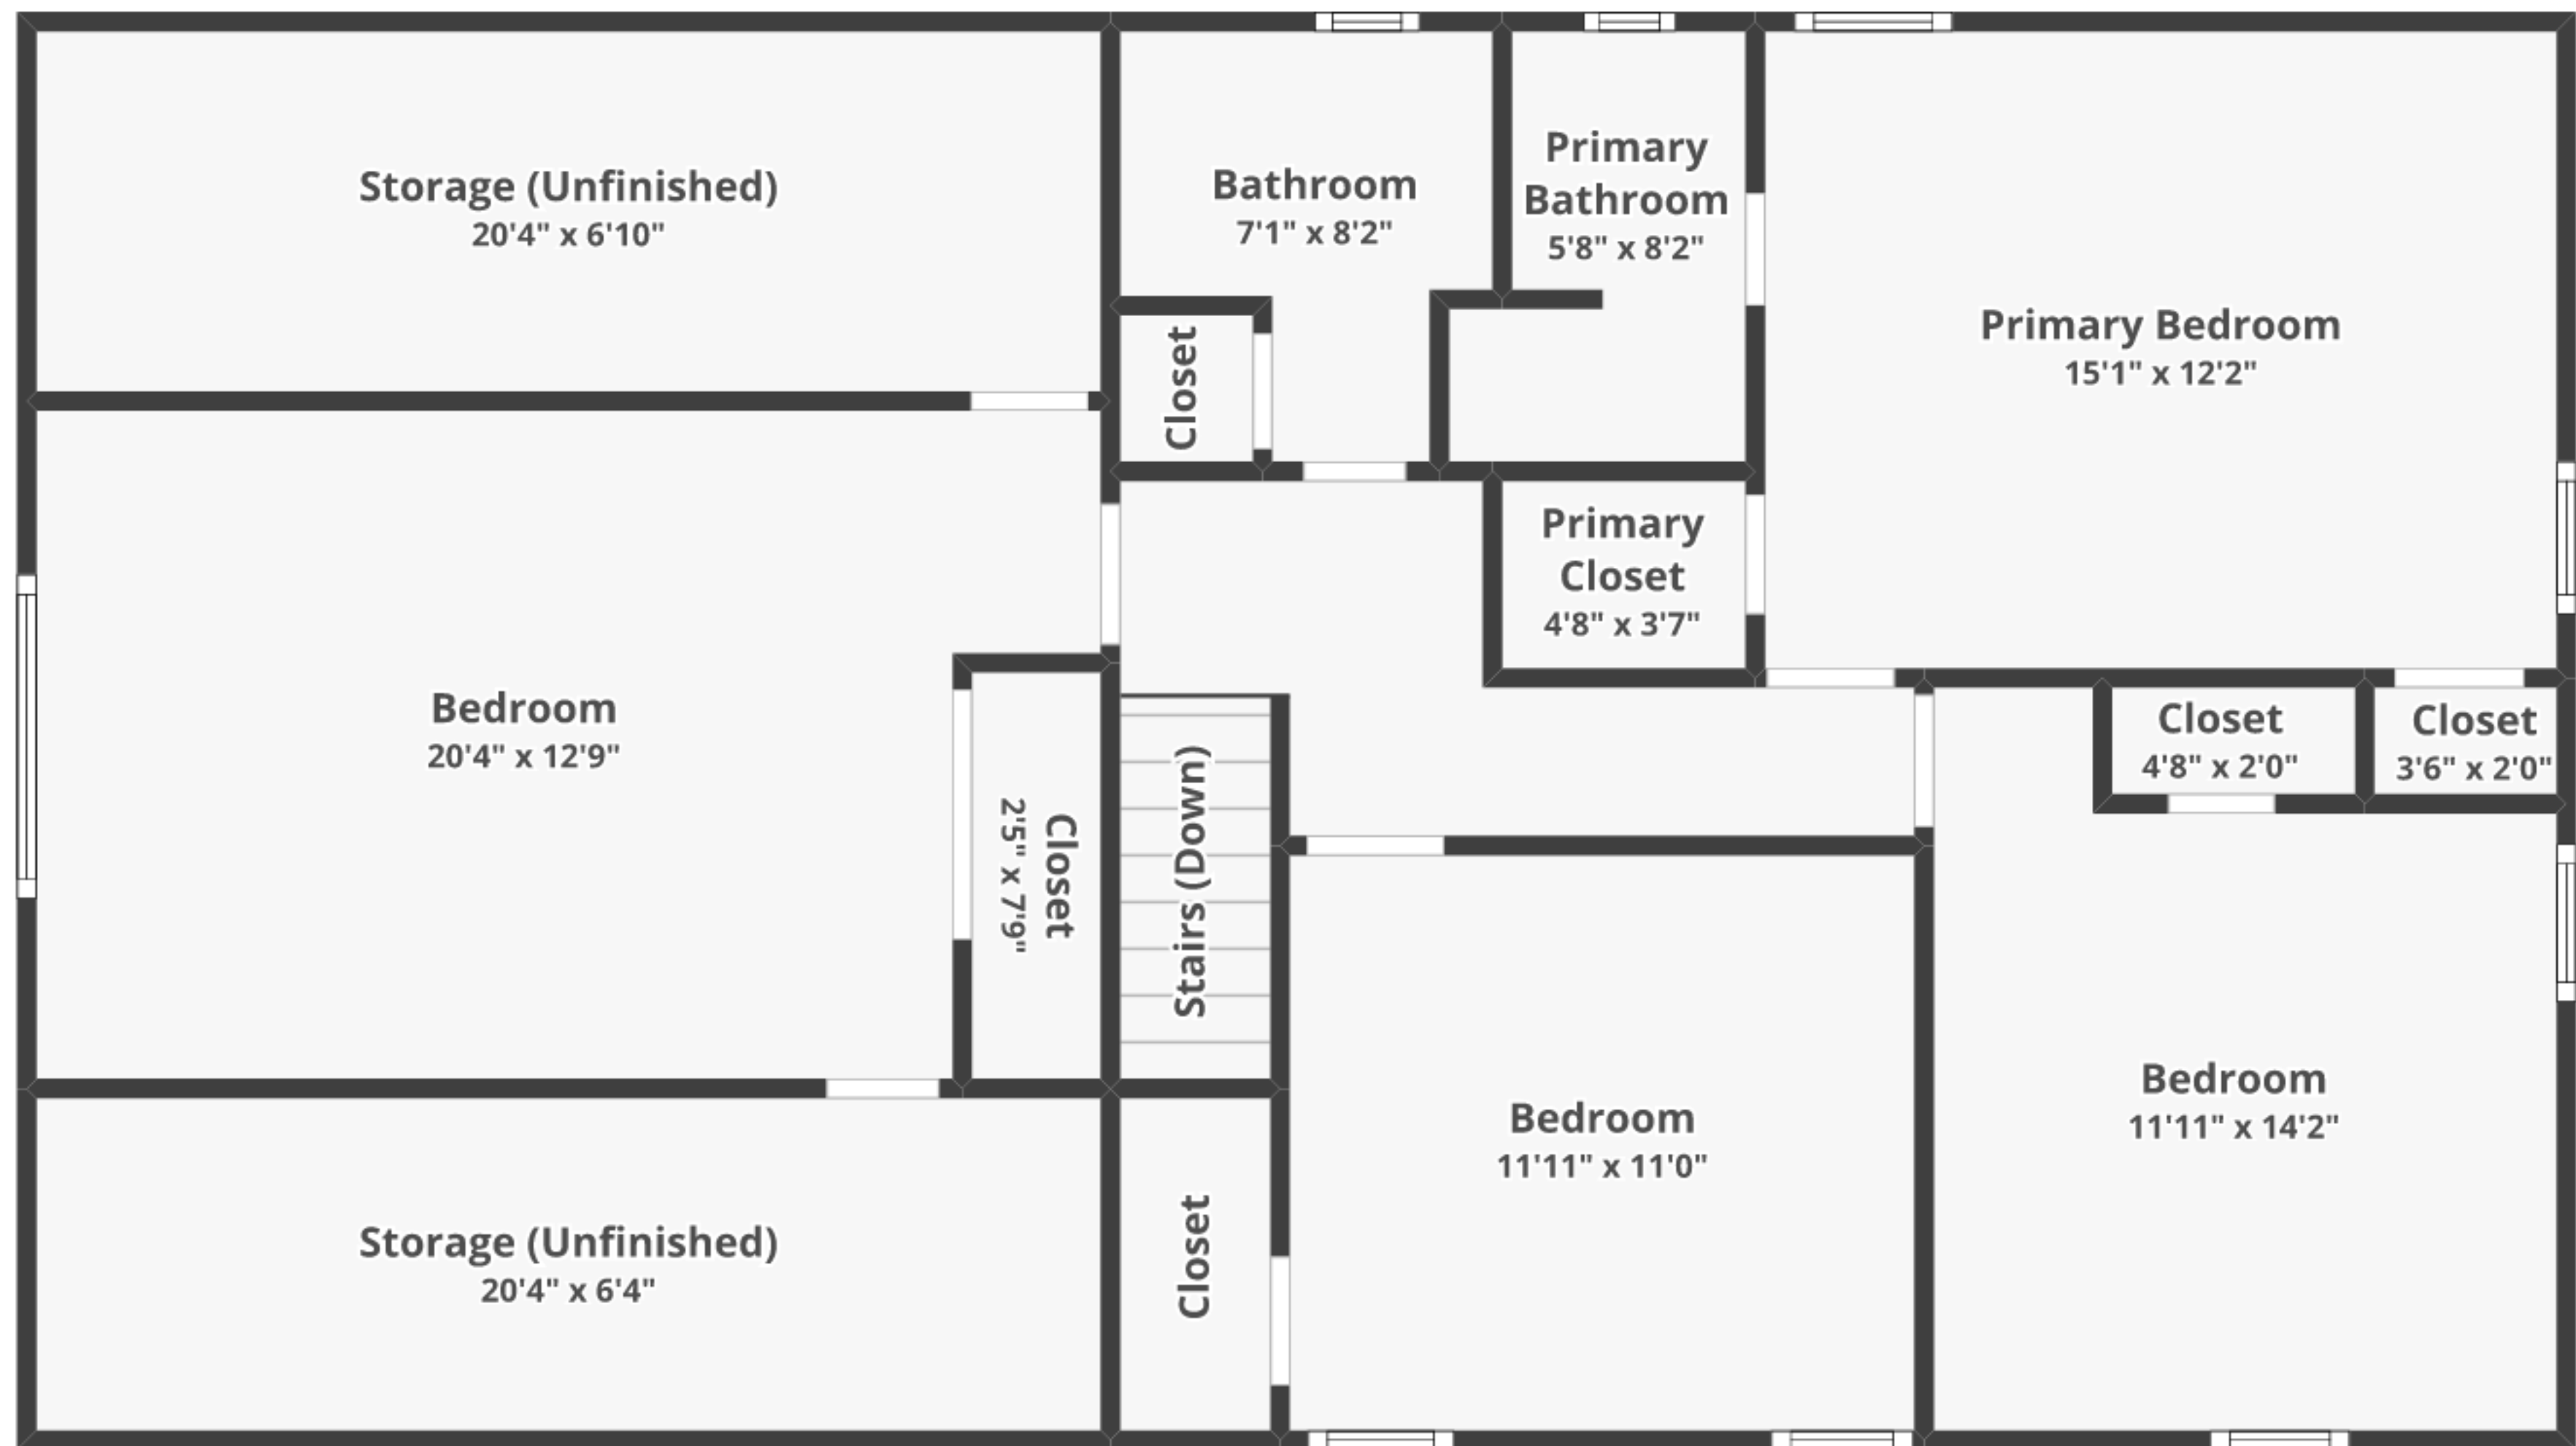 Storage (Unfinished)
20'4" x 6'10"
Bathroom
7'1" x 8'2"
Primary
Bathroom
5'8" x 8'2"
Primary Bedroom
15'1" x 12'2"
Closet
Primary
Closet
4'8" x 3'7"
Bedroom
20'4" x 12'9"
Closet
2'5" x 7'9"
Stairs (Down)
Closet
4'8" x 2'0"
Closet
3'6" x 2'0"
Bedroom
11'11" x 11'0"
Bedroom
11'11" x 14'2"
Storage (Unfinished)
20'4" x 6'4"
Closet